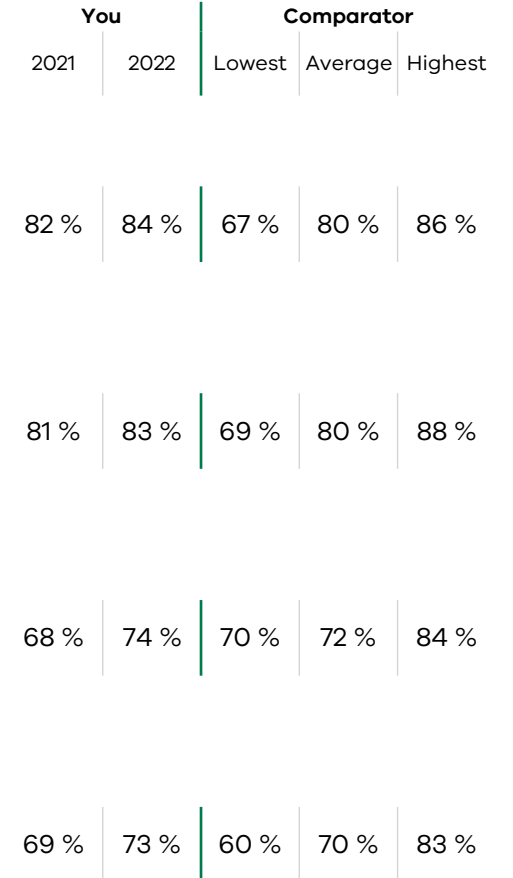 You Comparator
2021 2022 Lowest Average Highest
82 % 84 % 67 % 80 % 86 %
81 % 83 % 69 % 80 % 88 %
68 % 74 % 70 % 72 % 84 %
69 % 73 % 60 % 70 % 83 %